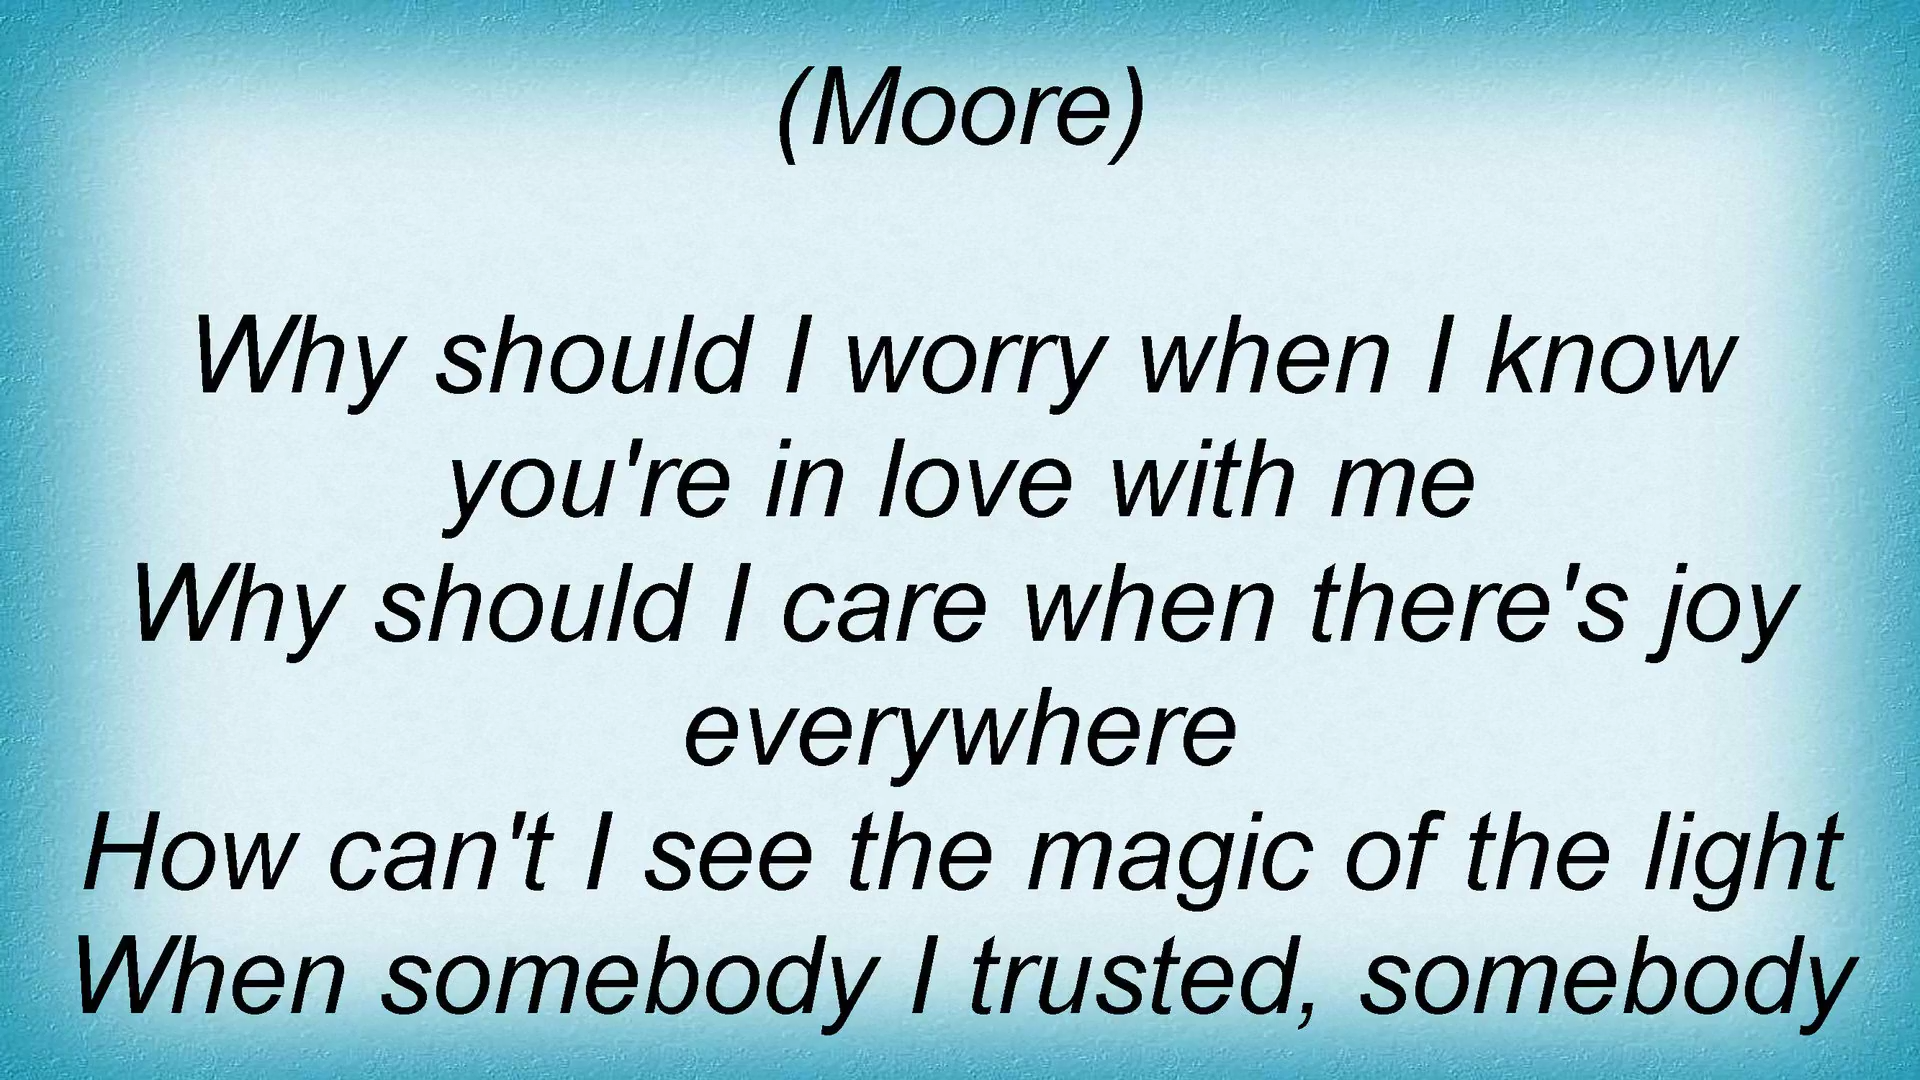 (Moore)
Why should I worry when I know
you're in love with me
Why should I care when there's joy
everywhere
How can't I see the magic of the light
When somebody I trusted, somebody